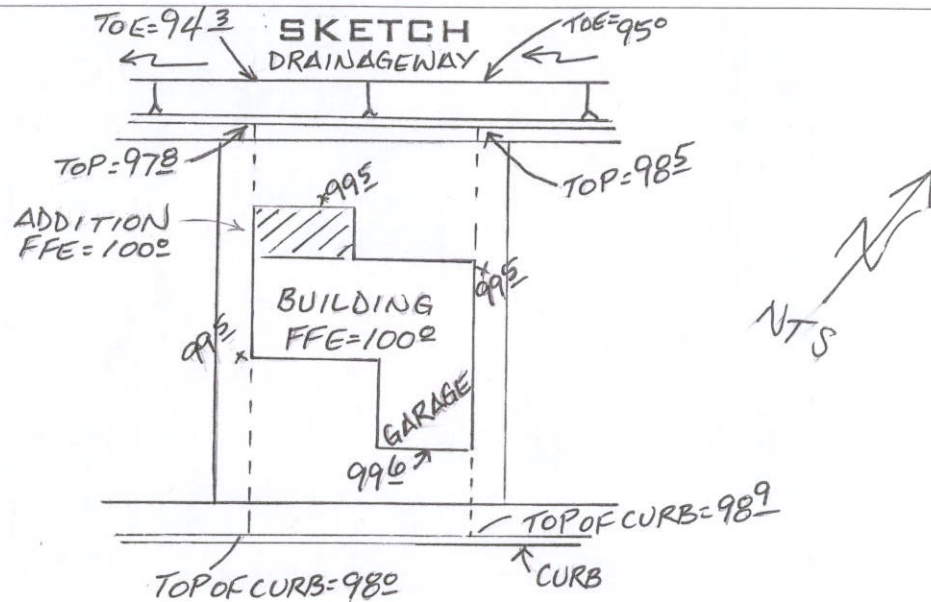 SKETCH
DRAINAGEWAY
TOE=94 3
TOE=95 0
TOP=97 8
TOP=98 5
ADDITION
FFE=100 0
×99 5
×99 5
BUILDING
FFE=100 0
99 5×
GARAGE
99 6
NTS
N
TOP OF CURB=98 9
TOP OF CURB=98 0
CURB